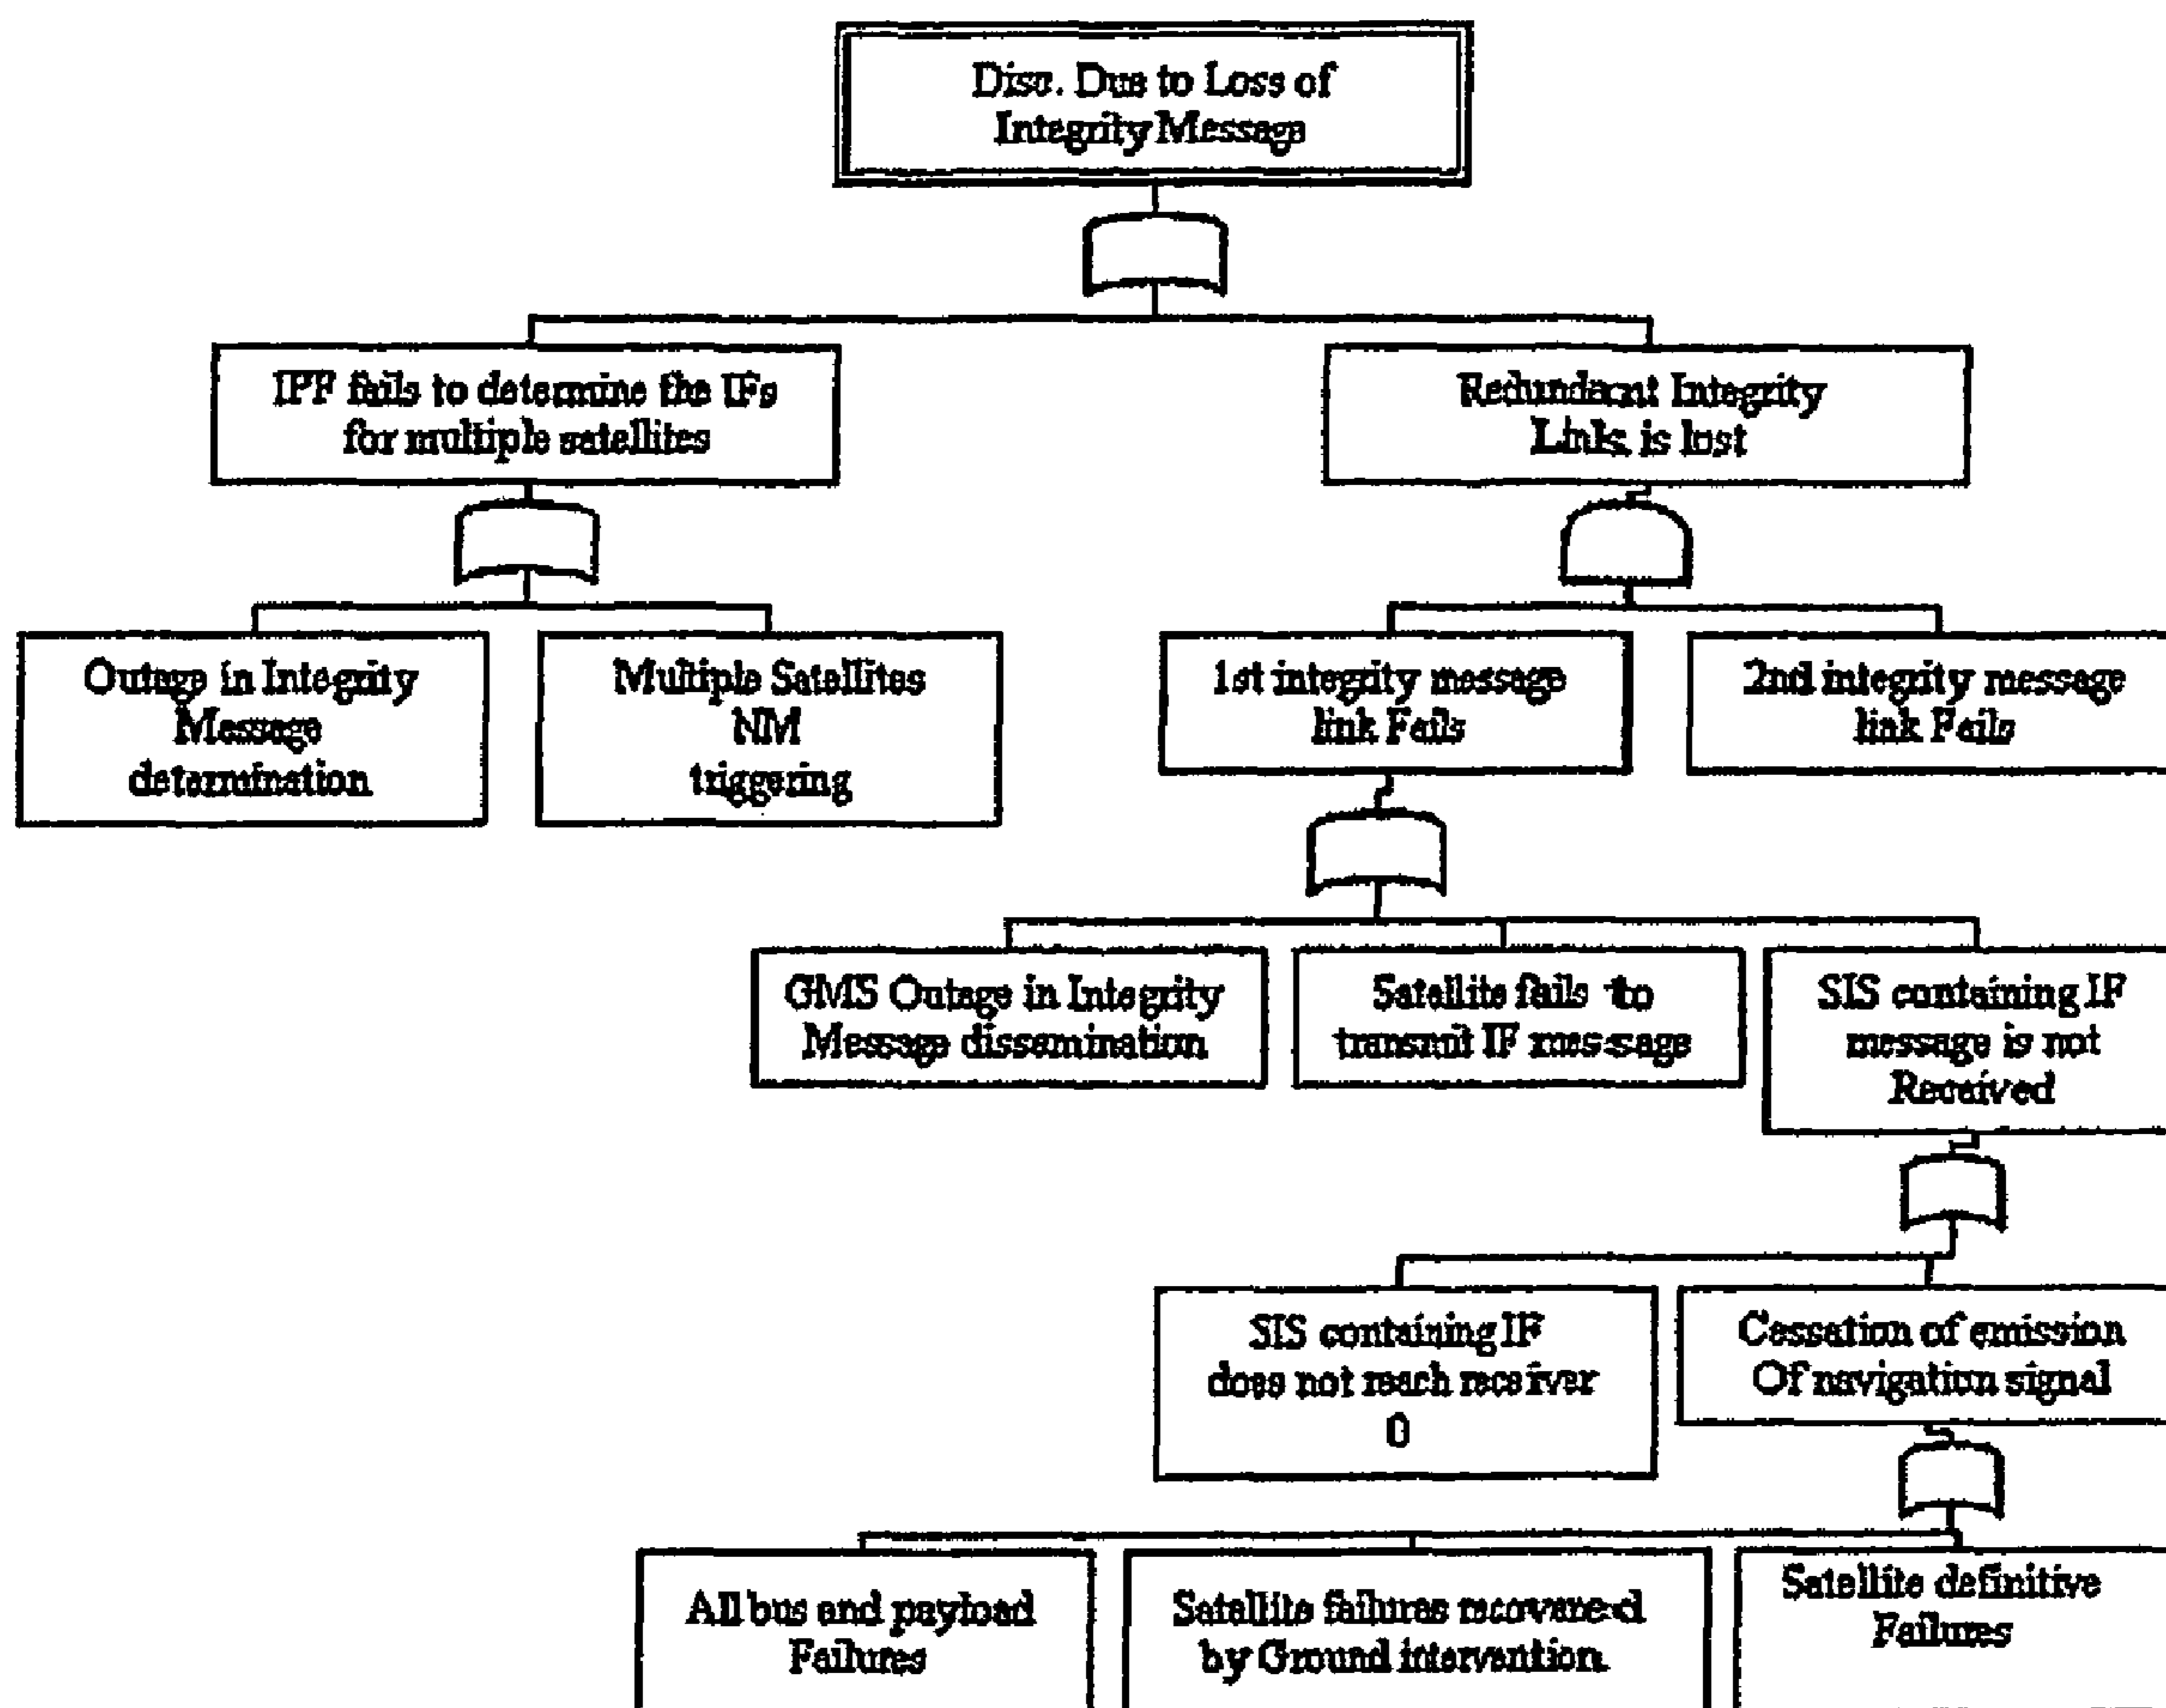 Disc. Due to Loss of
Integrity Message
IPF fails to determine the IFs
for multiple satellites
Redundant Integrity
Links is lost
Outage in Integrity
Message
determination
Multiple Satellites
NM
triggering
1st integrity message
link Fails
2nd integrity message
link Fails
GMS Outage in Integrity
Message dissemination
Satellite fails to
transmit IF message
SIS containing IF
message is not
Received
SIS containing IF
does not reach receiver
0
Cessation of emission
Of navigation signal
All bus and payload
Failures
Satellite failures recovered
by Ground intervention.
Satellite definitive
Failures